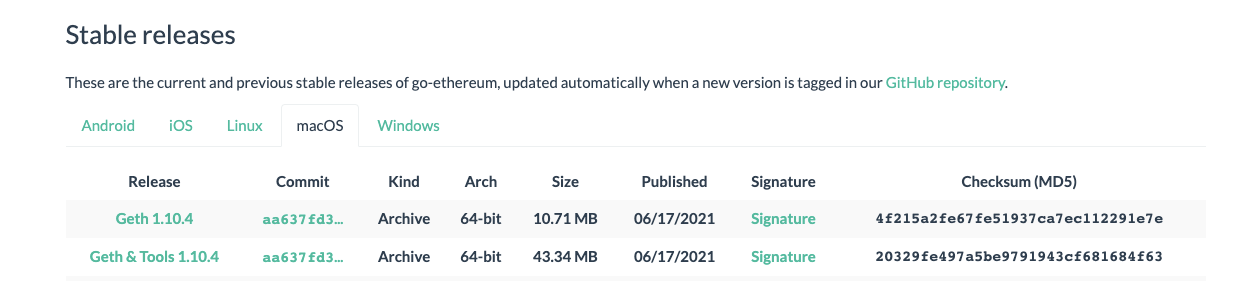 Stable releases
These are the current and previous stable releases of go-ethereum, updated automatically when a new version is tagged in our GitHub repository.
Android iOS Linux macOS Windows
Release Commit Kind Arch Size Published Signature Checksum (MD5)
Geth 1.10.4 aa637fd3… Archive 64-bit 10.71 MB 06/17/2021 Signature 4f215a2fe67fe51937ca7ec112291e7e
Geth & Tools 1.10.4 aa637fd3… Archive 64-bit 43.34 MB 06/17/2021 Signature 20329fe497a5be9791943cf681684f63